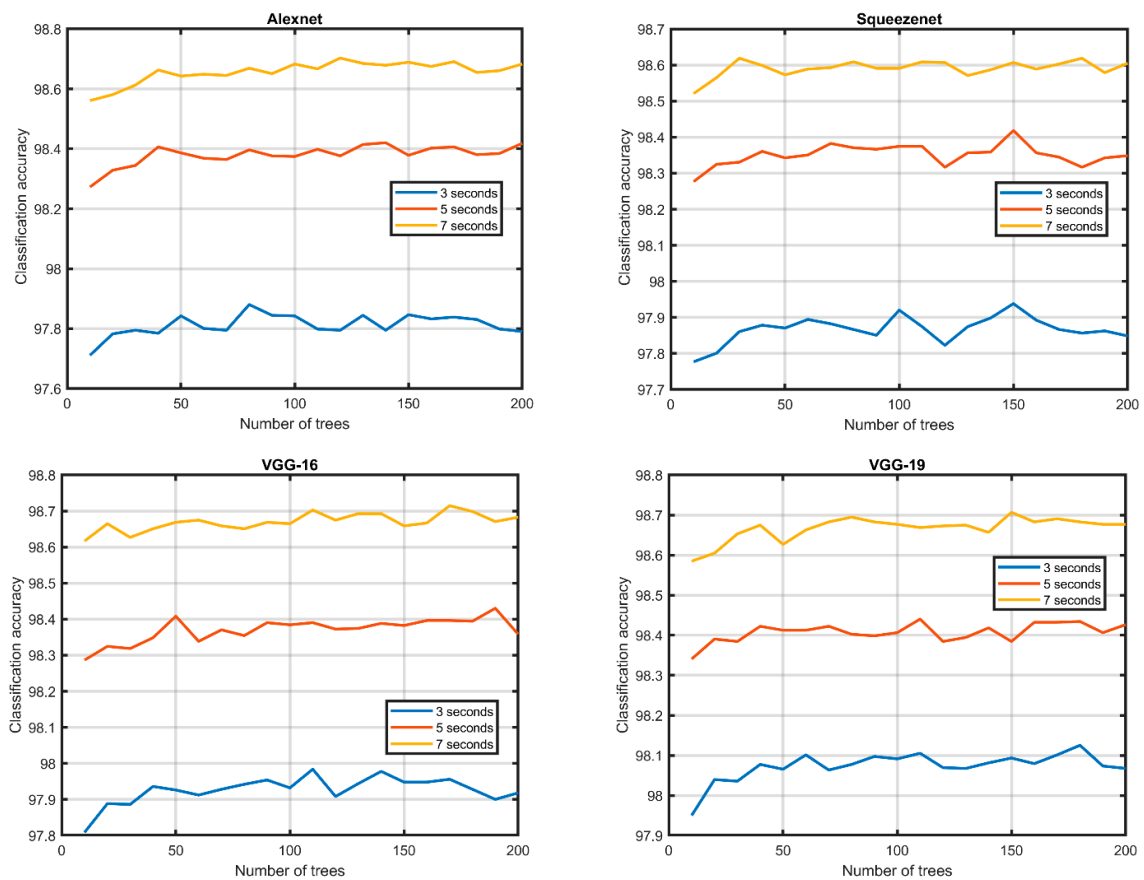 Alexnet
98.8
98.6
98.4
98.2
98
97.8
97.6
Classification accuracy
3 seconds
5 seconds
7 seconds
0 50 100 150 200
Number of trees
Squeezenet
98.7
98.6
98.5
98.4
98.3
98.2
98.1
98
97.9
97.8
97.7
Classification accuracy
3 seconds
5 seconds
7 seconds
0 50 100 150 200
Number of trees
VGG-16
98.8
98.7
98.6
98.5
98.4
98.3
98.2
98.1
98
97.9
97.8
Classification accuracy
3 seconds
5 seconds
7 seconds
0 50 100 150 200
Number of trees
VGG-19
98.8
98.7
98.6
98.5
98.4
98.3
98.2
98.1
98
97.9
Classification accuracy
3 seconds
5 seconds
7 seconds
0 50 100 150 200
Number of trees